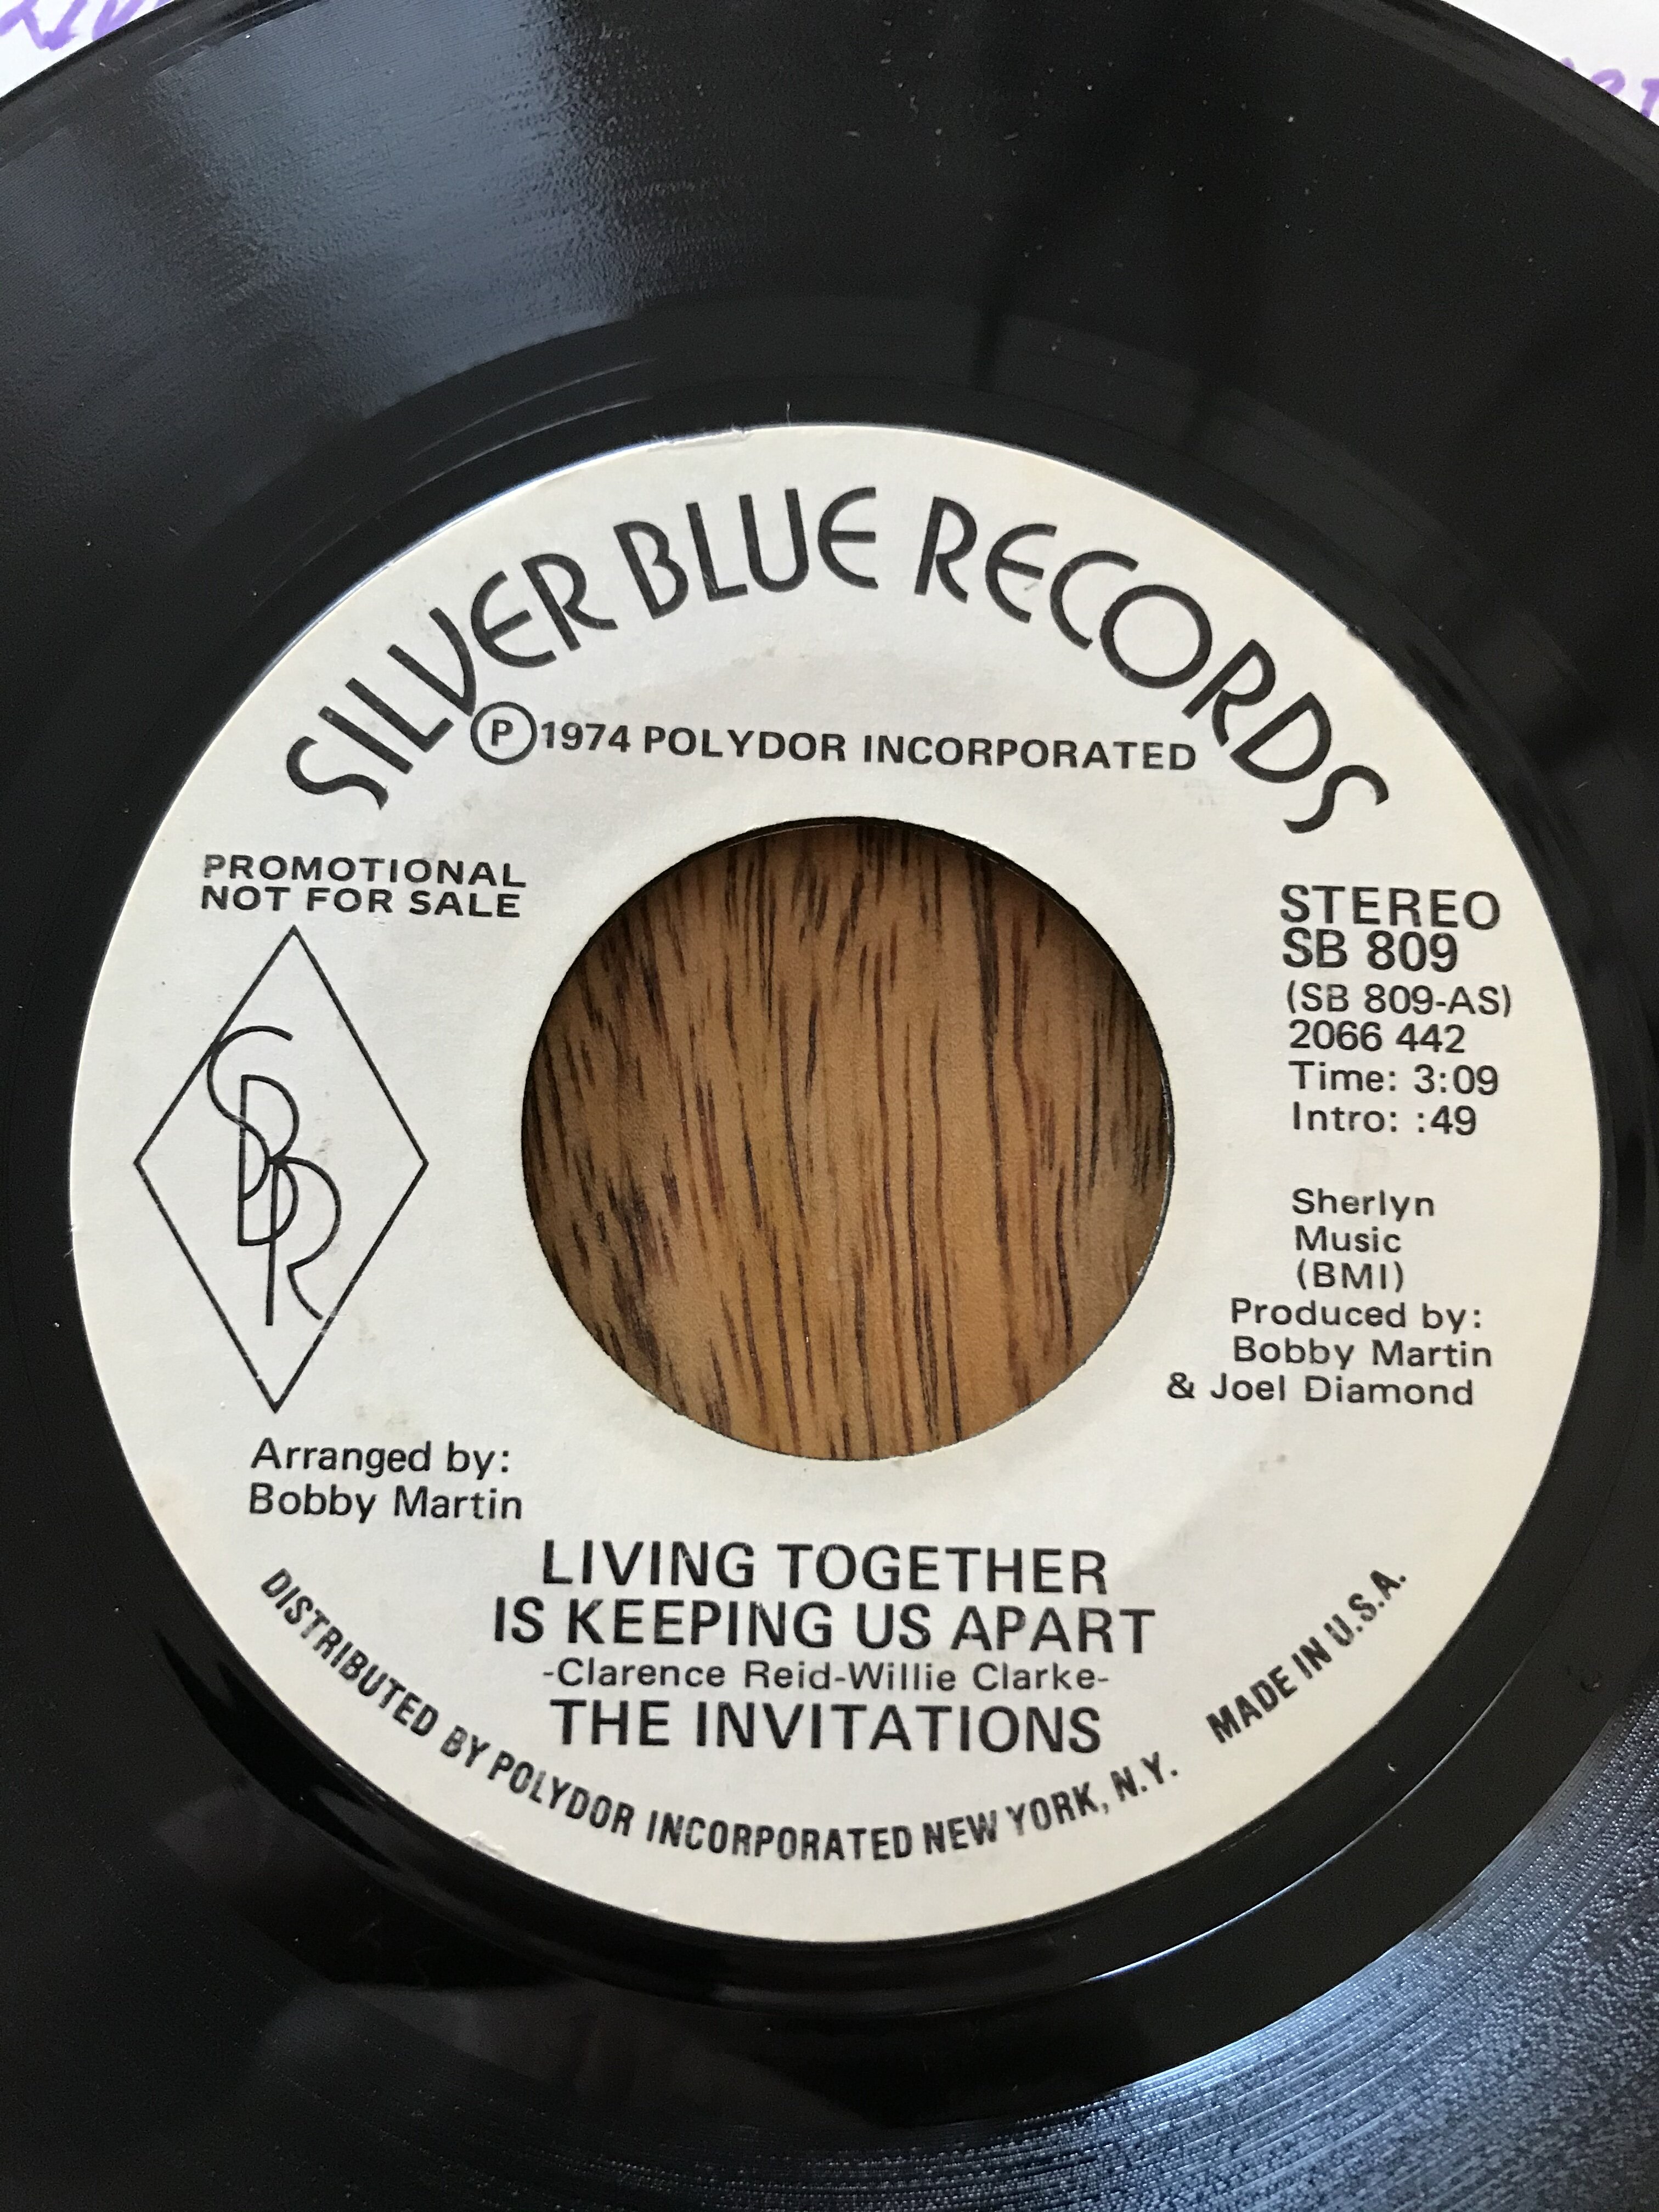 SILVER BLUE RECORDS
Ⓟ1974 POLYDOR INCORPORATED
PROMOTIONAL
NOT FOR SALE
SBR
STEREO
SB 809
(SB 809-AS)
2066 442
Time: 3:09
Intro: :49
Sherlyn
Music
(BMI)
Produced by:
Bobby Martin
& Joel Diamond
Arranged by:
Bobby Martin
LIVING TOGETHER
IS KEEPING US APART
-Clarence Reid-Willie Clarke-
THE INVITATIONS
DISTRIBUTED BY POLYDOR INCORPORATED NEW YORK, N.Y. MADE IN U.S.A.